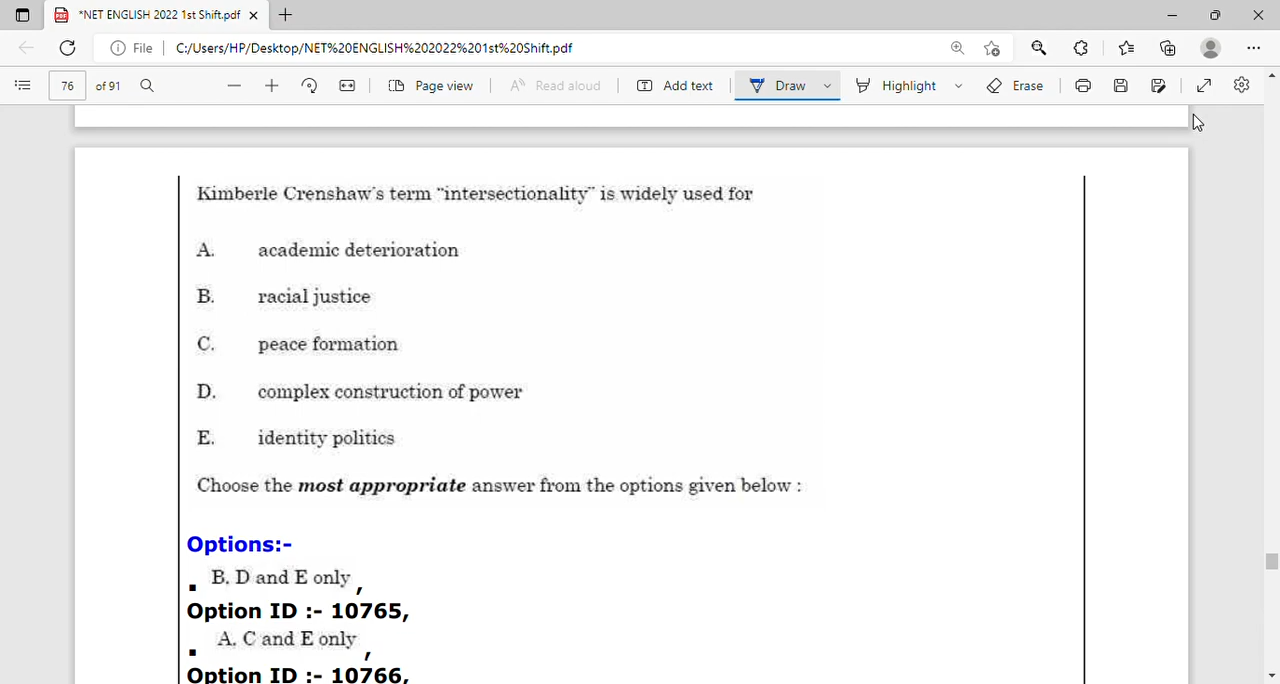 *NET ENGLISH 2022 1st Shift.pdf
File C:/Users/HP/Desktop/NET%20ENGLISH%202022%201st%20Shift.pdf
76 of 91 Page view Read aloud Add text Draw Highlight Erase
Kimberle Crenshaw's term "intersectionality" is widely used for
A. academic deterioration
B. racial justice
C. peace formation
D. complex construction of power
E. identity politics
Choose the most appropriate answer from the options given below :
Options:-
B. D and E only ,
Option ID :- 10765,
A. C and E only ,
Option ID :- 10766,